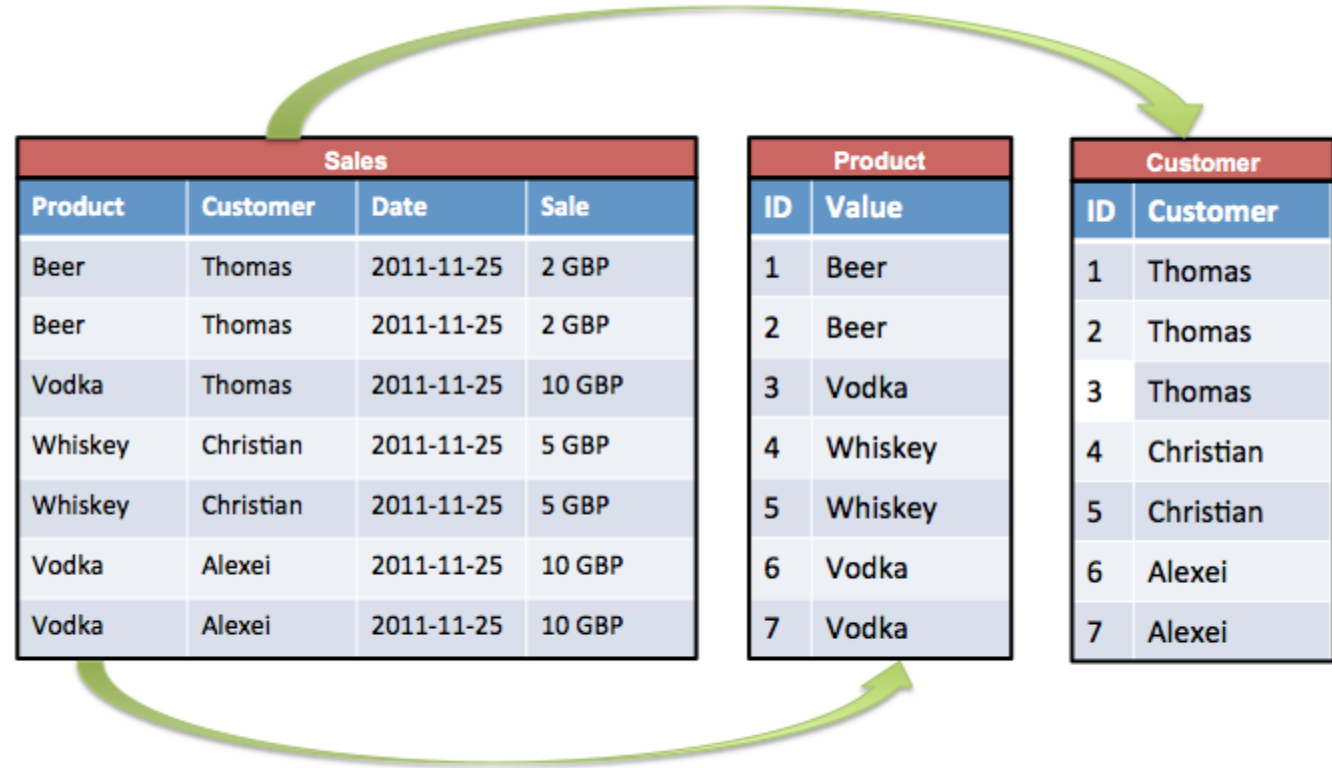 Sales
Product Customer Date Sale
Beer Thomas 2011-11-25 2 GBP
Beer Thomas 2011-11-25 2 GBP
Vodka Thomas 2011-11-25 10 GBP
Whiskey Christian 2011-11-25 5 GBP
Whiskey Christian 2011-11-25 5 GBP
Vodka Alexei 2011-11-25 10 GBP
Vodka Alexei 2011-11-25 10 GBP
Product
ID Value
1 Beer
2 Beer
3 Vodka
4 Whiskey
5 Whiskey
6 Vodka
7 Vodka
Customer
ID Customer
1 Thomas
2 Thomas
3 Thomas
4 Christian
5 Christian
6 Alexei
7 Alexei